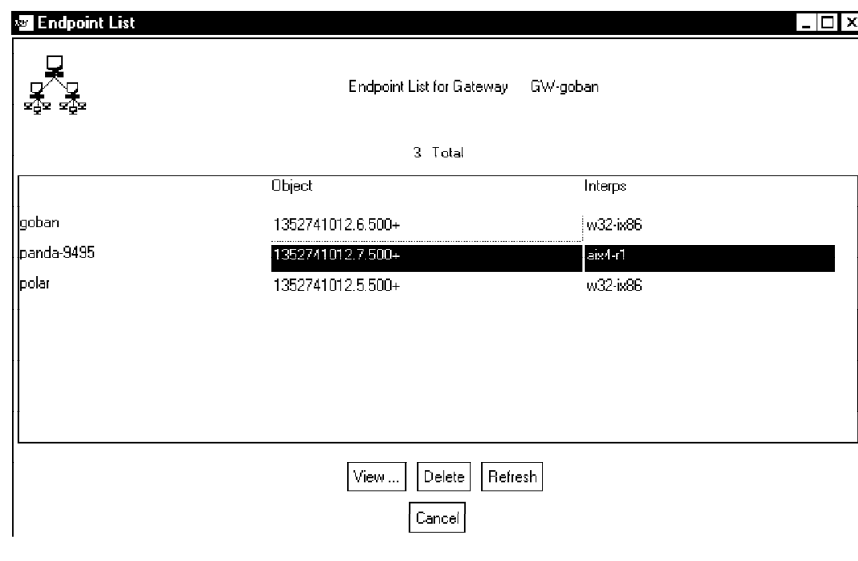 Endpoint List
Endpoint List for Gateway GW-goban
3 Total
Object Interps
goban 1352741012.6.500+ w32-ix86
panda-9495 1352741012.7.500+ aix4-r1
polar 1352741012.5.500+ w32-ix86
View ... Delete Refresh
Cancel